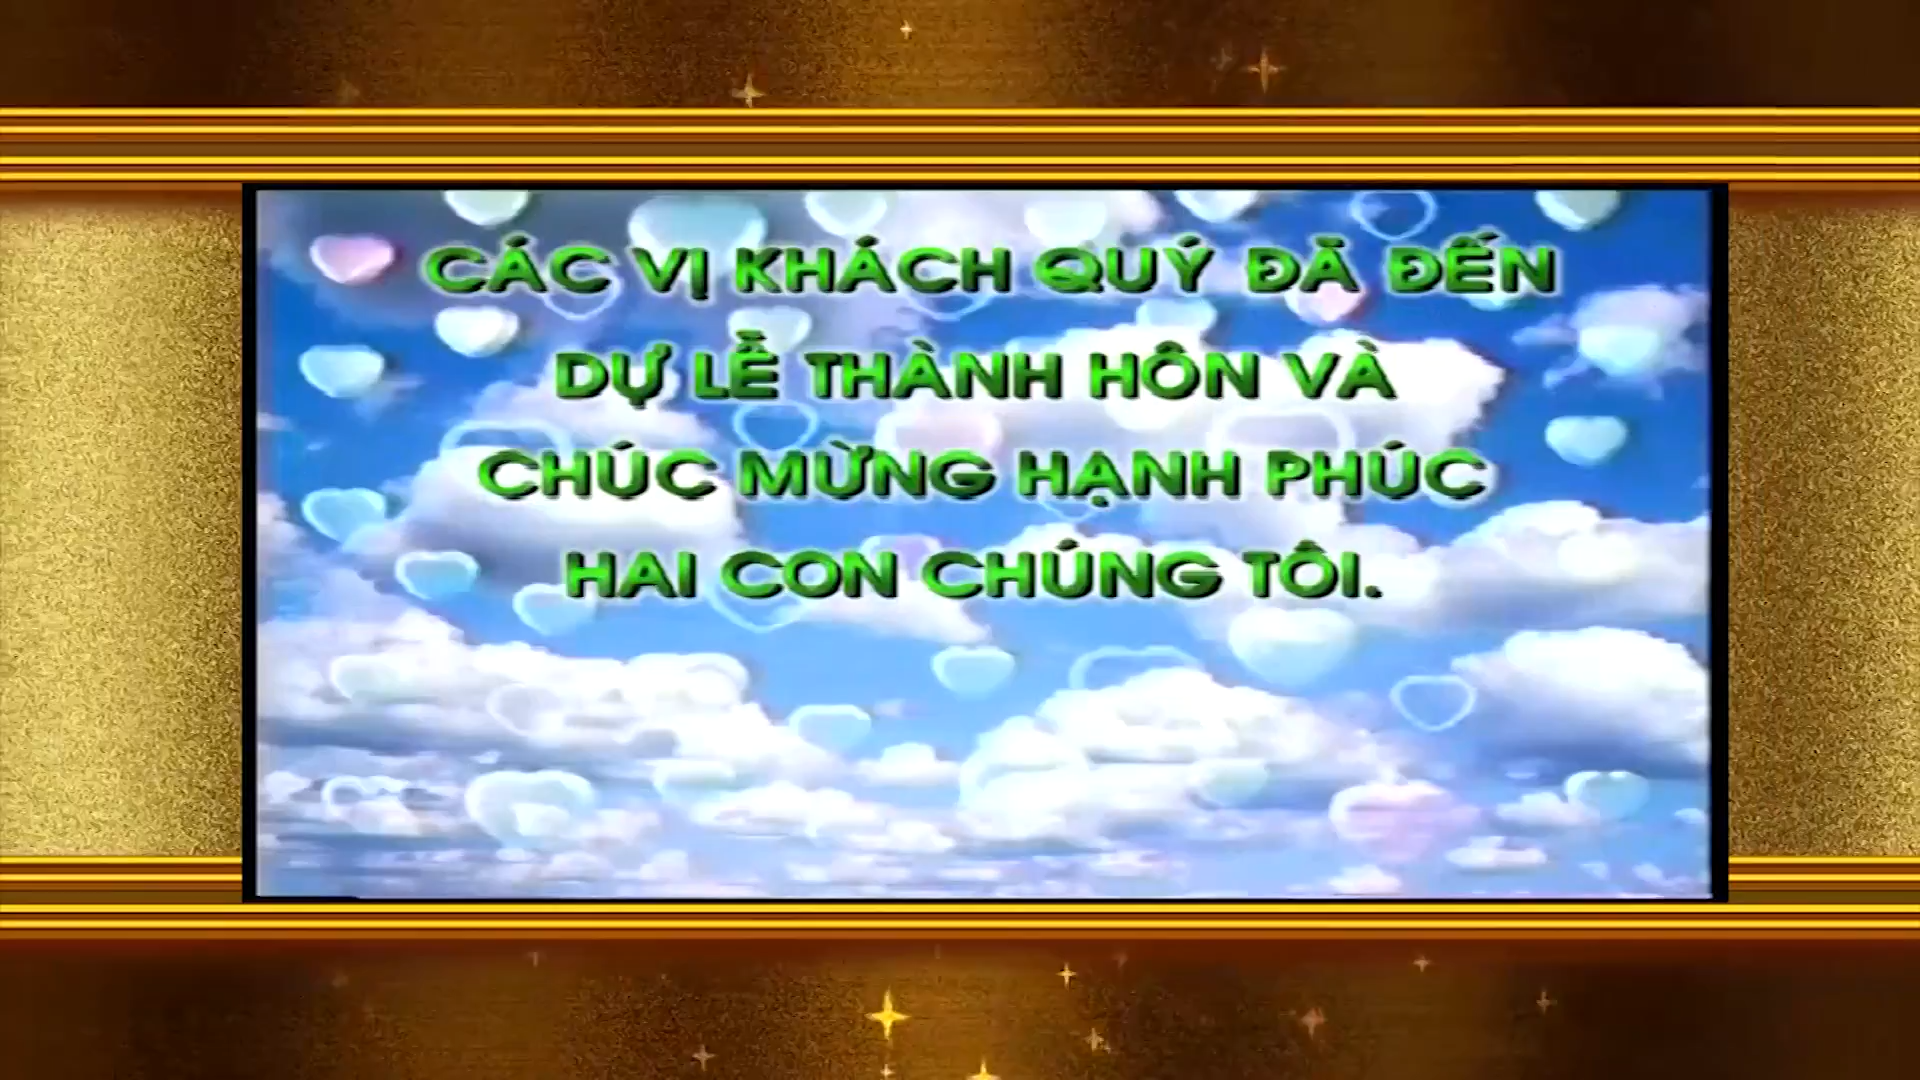 CÁC VỊ KHÁCH QUÝ ĐÃ ĐẾN
DỰ LỄ THÀNH HÔN VÀ
CHÚC MỪNG HẠNH PHÚC
HAI CON CHÚNG TÔI.